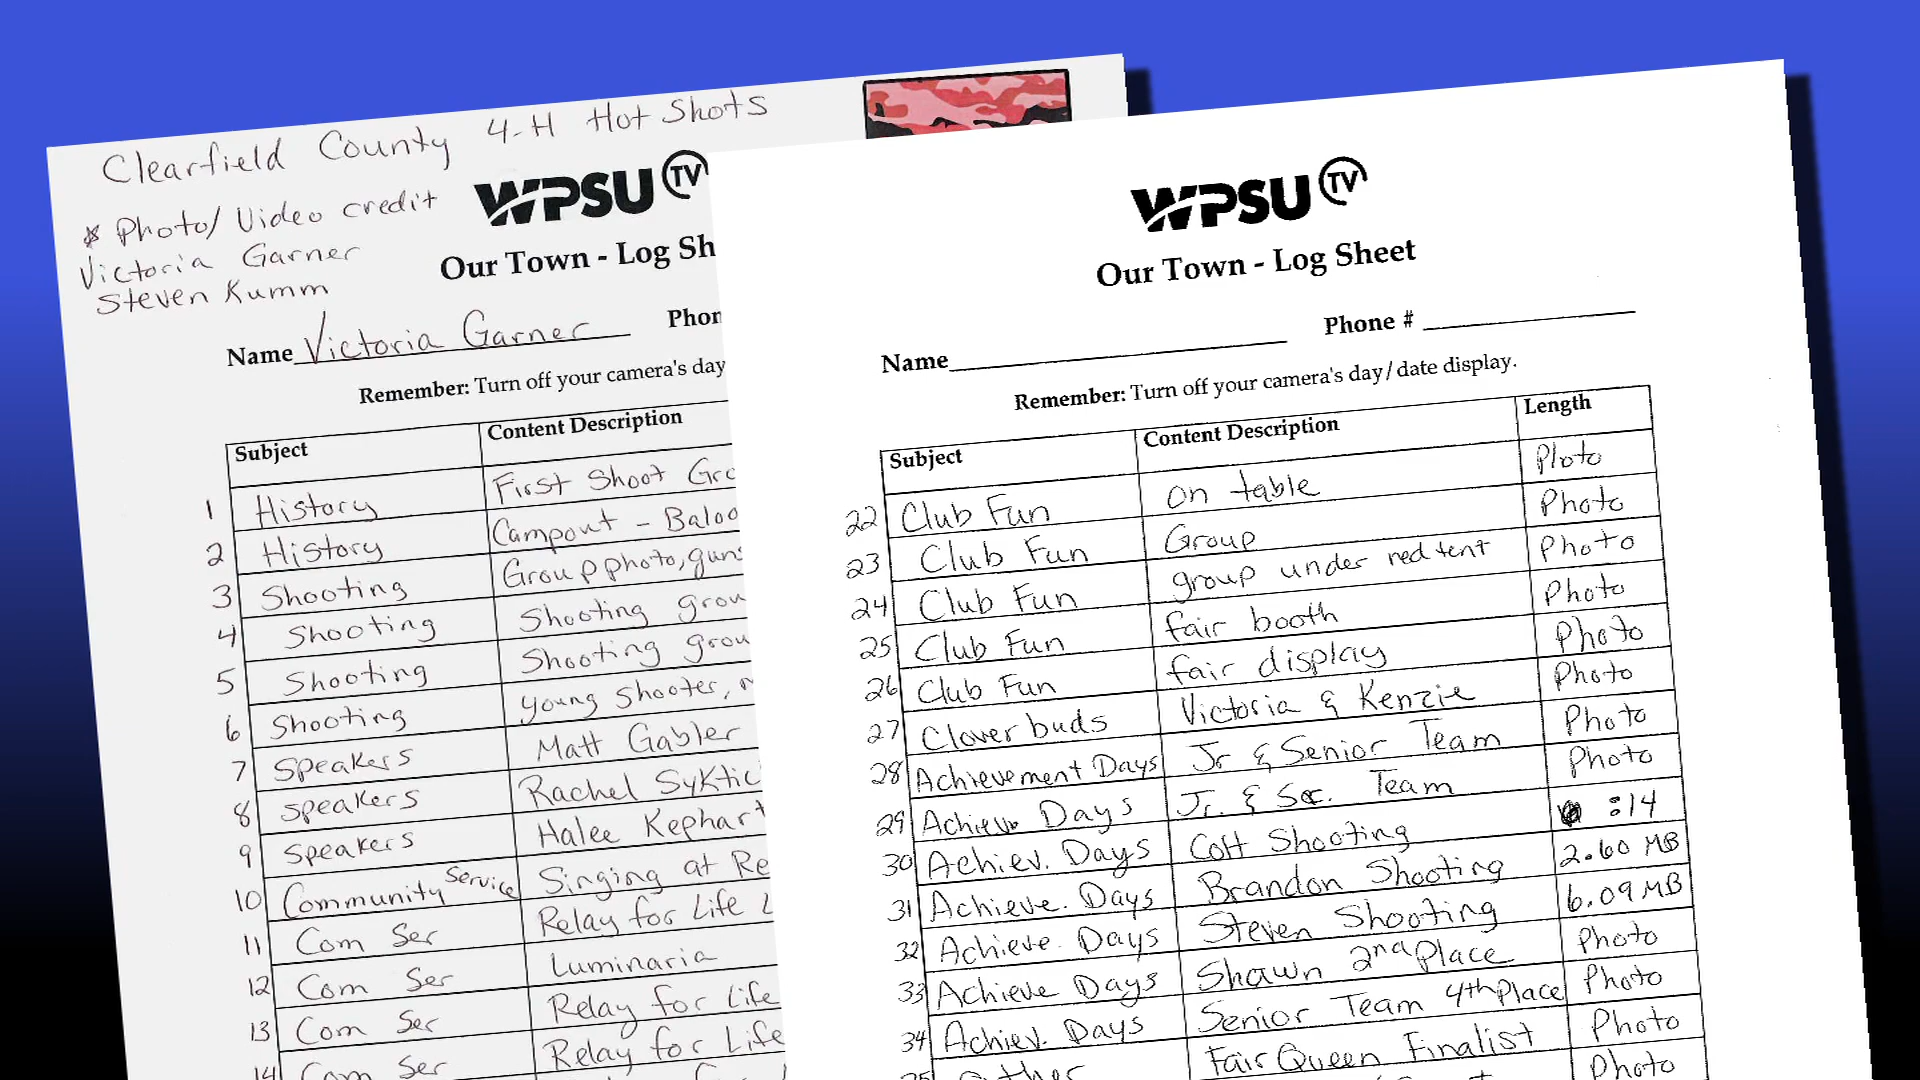 Clearfield County 4-H Hot Shots
* Photo/Video credit
Victoria Garner
Steven Kumm
WPSU TV
Our Town - Log Sh
Name Victoria Garner Phon
Remember: Turn off your camera's day
Subject Content Description
1 History First Shoot Gro
2 History Campout - Baloo
3 Shooting Group photo, guns
4 Shooting Shooting grou
5 Shooting Shooting grou
6 Shooting young shooter,
7 Speakers Matt Gabler
8 Speakers Rachel Syktic
9 Speakers Halee Kephart
10 Community Service Singing at Re
11 Com Ser Relay for Life L
12 Com Ser Luminaria
13 Com Ser Relay for Life
14 Com Ser Relay for Life
WPSU TV
Our Town - Log Sheet
Name Phone #
Remember: Turn off your camera's day/date display.
Subject Content Description Length
22 Club Fun on table Photo
23 Club Fun Group Photo
24 Club Fun group under red tent Photo
25 Club Fun fair booth Photo
26 Club Fun fair display Photo
27 Cloverbuds Victoria & Kenzie Photo
28 Achievement Days Jr & Senior Team Photo
29 Achiev Days Jr. & Sr. Team Photo
30 Achiev. Days Colt Shooting :14
31 Achieve. Days Brandon Shooting 2.60 MB
32 Achieve. Days Steven Shooting 6.09 MB
33 Achieve Days Shawn 2nd Place Photo
34 Achiev. Days Senior Team 4th Place Photo
Other Fair Queen Finalist Photo
Photo